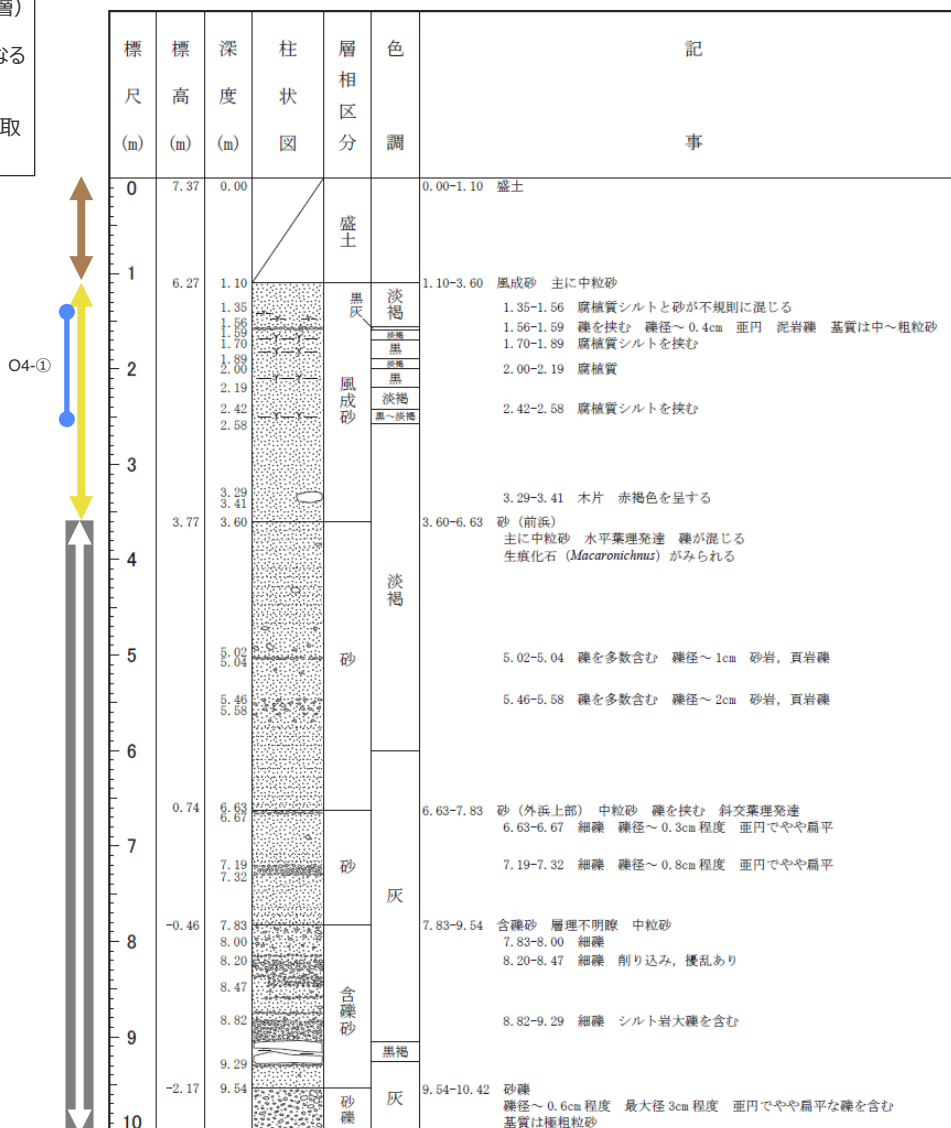 層)
なる
取
標尺(m)
標高(m)
深度(m)
柱状図
層相区分
色調
記事
0 7.37 0.00 盛土 0.00-1.10 盛土
1
6.27 1.10 淡褐 1.10-3.60 風成砂 主に中粒砂
黒灰
1.35 1.35-1.56 腐植質シルトと砂が不規則に混じる
1.56 1.56-1.59 礫を挟む 礫径～0.4cm 亜円 泥岩礫 基質は中～粗粒砂
1.59 淡褐
1.70 黒 1.70-1.89 腐植質シルトを挟む
1.89 淡褐
O4-① 2 2.00 黒 2.00-2.19 腐植質
2.19 淡褐
風成砂
2.42 黒～淡褐 2.42-2.58 腐植質シルトを挟む
2.58
3
3.29 3.29-3.41 木片 赤褐色を呈する
3.41
3.77 3.60 3.60-6.63 砂（前浜）
主に中粒砂 水平葉理発達 礫が混じる
4 生痕化石（Macaronichnus）がみられる
淡褐
5 5.02 砂 5.02-5.04 礫を多数含む 礫径～1cm 砂岩，頁岩礫
5.04
5.46 5.46-5.58 礫を多数含む 礫径～2cm 砂岩，頁岩礫
5.58
6
0.74 6.63 6.63-7.83 砂（外浜上部） 中粒砂 礫を挟む 斜交葉理発達
6.67 6.63-6.67 細礫 礫径～0.3cm程度 亜円でやや扁平
7
7.19 砂 7.19-7.32 細礫 礫径～0.8cm程度 亜円でやや扁平
7.32
灰
-0.46 7.83 7.83-9.54 含礫砂 層理不明瞭 中粒砂
8 8.00 7.83-8.00 細礫
8.20 8.20-8.47 細礫 削り込み，擾乱あり
8.47
含礫砂
8.82 8.82-9.29 細礫 シルト岩大礫を含む
9 黒褐
9.29
-2.17 9.54 砂礫 灰 9.54-10.42 砂礫
礫径～0.6cm程度 最大径3cm程度 亜円でやや扁平な礫を含む
10 基質は極粗粒砂